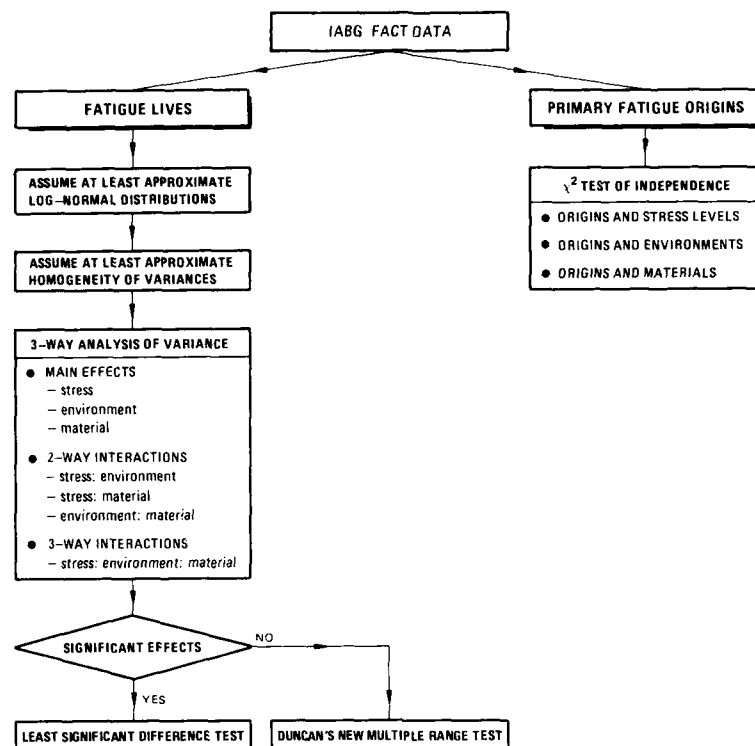 IABG FACT DATA
FATIGUE LIVES
PRIMARY FATIGUE ORIGINS
ASSUME AT LEAST APPROXIMATE
LOG-NORMAL DISTRIBUTIONS
χ² TEST OF INDEPENDENCE
● ORIGINS AND STRESS LEVELS
● ORIGINS AND ENVIRONMENTS
● ORIGINS AND MATERIALS
ASSUME AT LEAST APPROXIMATE
HOMOGENEITY OF VARIANCES
3-WAY ANALYSIS OF VARIANCE
● MAIN EFFECTS
– stress
– environment
– material
● 2-WAY INTERACTIONS
– stress: environment
– stress: material
– environment: material
● 3-WAY INTERACTIONS
– stress: environment: material
SIGNIFICANT EFFECTS
NO
YES
LEAST SIGNIFICANT DIFFERENCE TEST
DUNCAN'S NEW MULTIPLE RANGE TEST